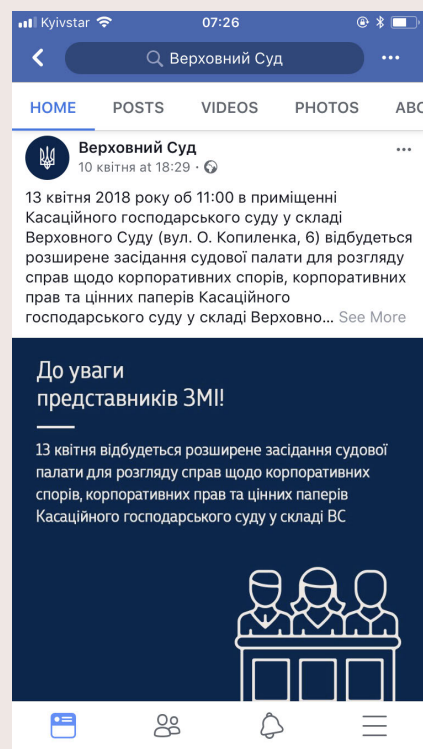 Kyivstar 07:26
Верховний Суд
HOME POSTS VIDEOS PHOTOS
Верховний Суд
10 квітня at 18:29
13 квітня 2018 року об 11:00 в приміщенні
Касаційного господарського суду у складі
Верховного Суду (вул. О. Копиленка, 6) відбудеться
розширене засідання судової палати для розгляду
справ щодо корпоративних спорів, корпоративних
прав та цінних паперів Касаційного
господарського суду у складі Верховно... See More
До уваги
представників ЗМІ!
13 квітня відбудеться розширене засідання судової
палати для розгляду справ щодо корпоративних
спорів, корпоративних прав та цінних паперів
Касаційного господарського суду у складі ВС